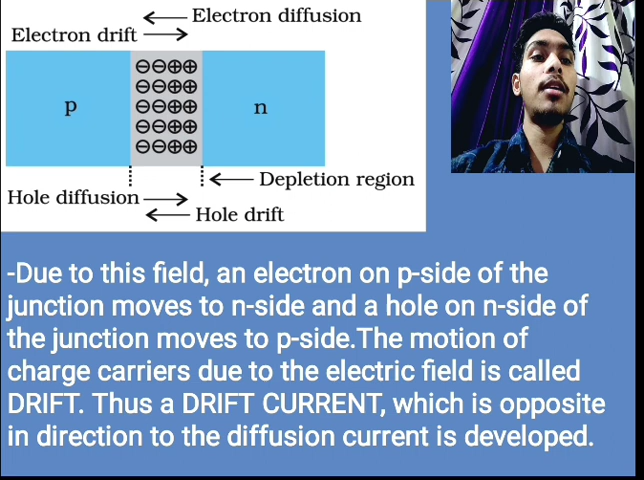 Electron diffusion
Electron drift
p
n
Depletion region
Hole diffusion
Hole drift
-Due to this field, an electron on p-side of the
junction moves to n-side and a hole on n-side of
the junction moves to p-side.The motion of
charge carriers due to the electric field is called
DRIFT. Thus a DRIFT CURRENT, which is opposite
in direction to the diffusion current is developed.